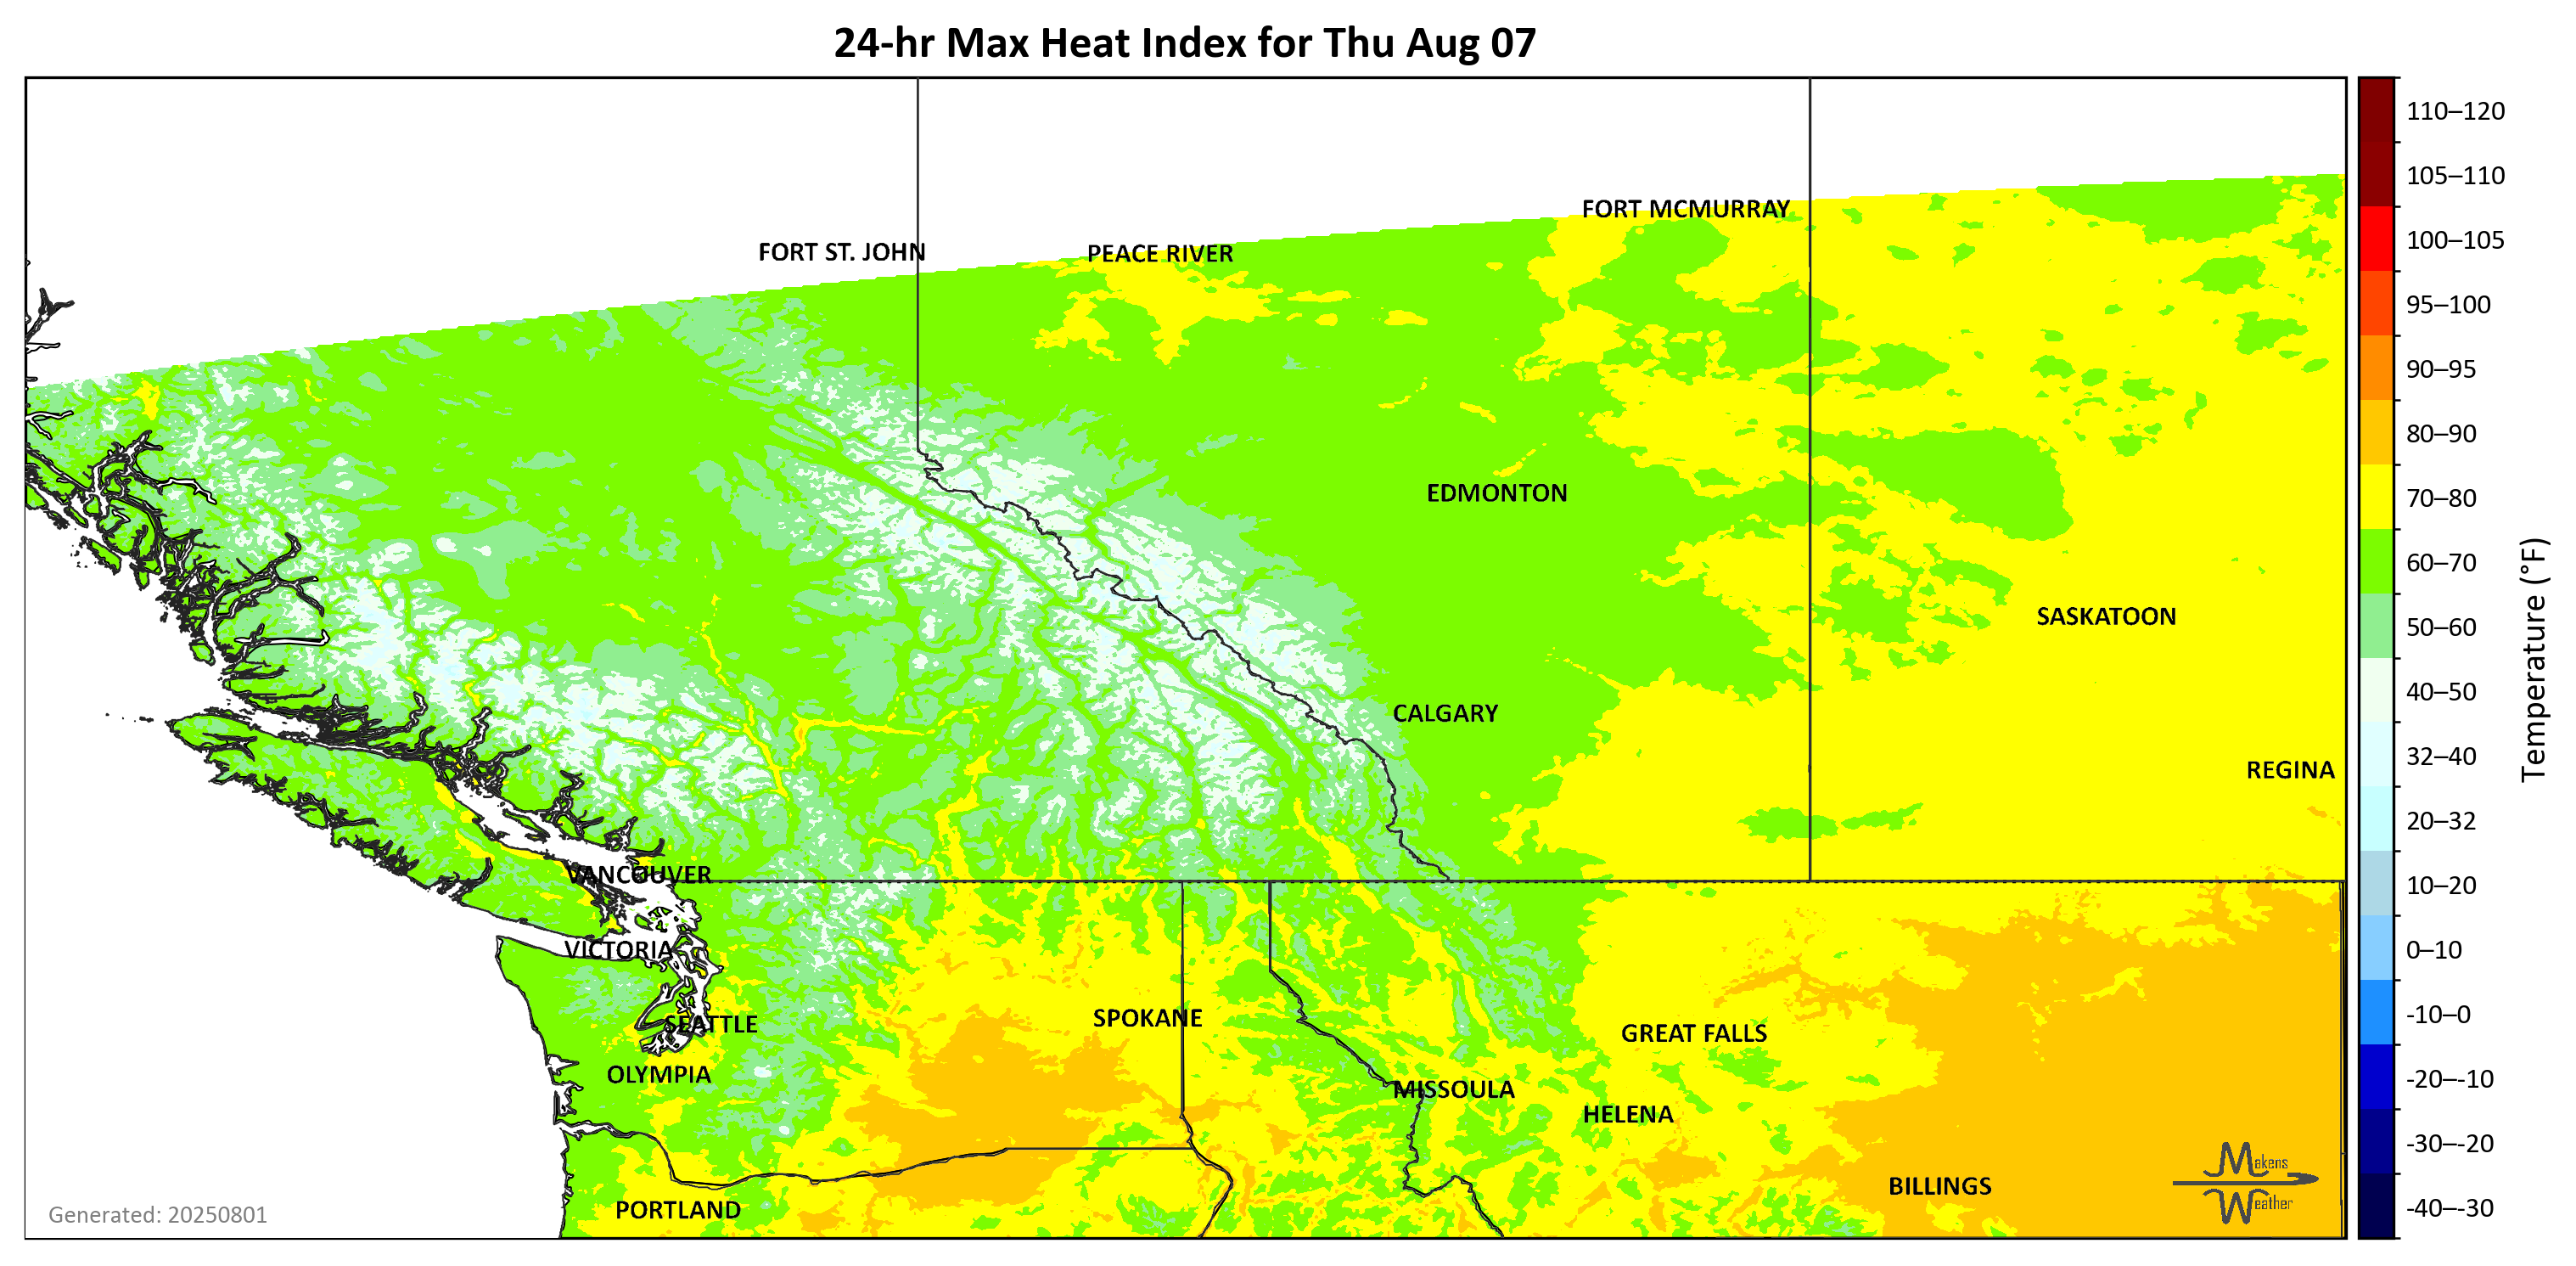 24-hr Max Heat Index for Thu Aug 07
FORT MCMURRAY
FORT ST. JOHN
PEACE RIVER
EDMONTON
SASKATOON
CALGARY
REGINA
VANCOUVER
VICTORIA
SEATTLE
SPOKANE
GREAT FALLS
OLYMPIA
MISSOULA
HELENA
BILLINGS
PORTLAND
Makens
Weather
Generated: 20250801
110–120
105–110
100–105
95–100
90–95
80–90
70–80
60–70
50–60
40–50
32–40
20–32
10–20
0–10
-10–0
-20–-10
-30–-20
-40–-30
Temperature (°F)